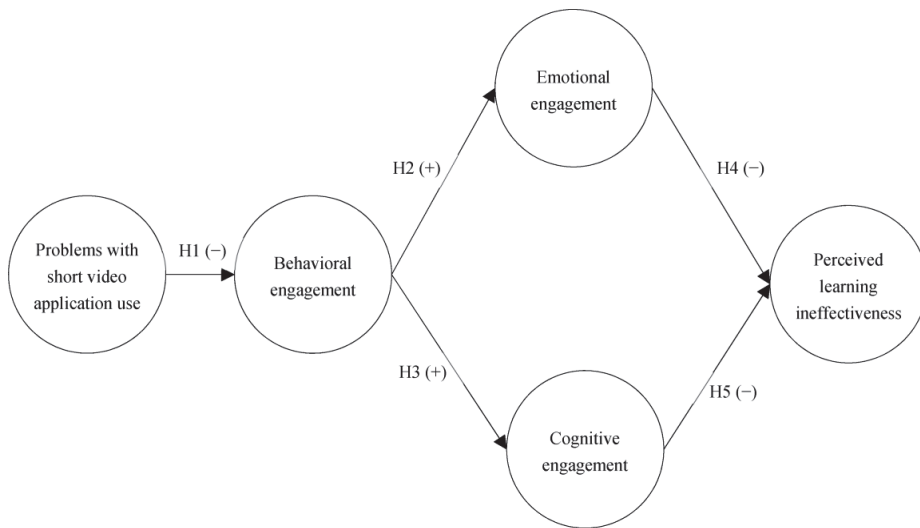 Emotional
engagement
H2 (+)
H4 (−)
Problems with
short video
application use
H1 (−)
Behavioral
engagement
Perceived
learning
ineffectiveness
H3 (+)
H5 (−)
Cognitive
engagement